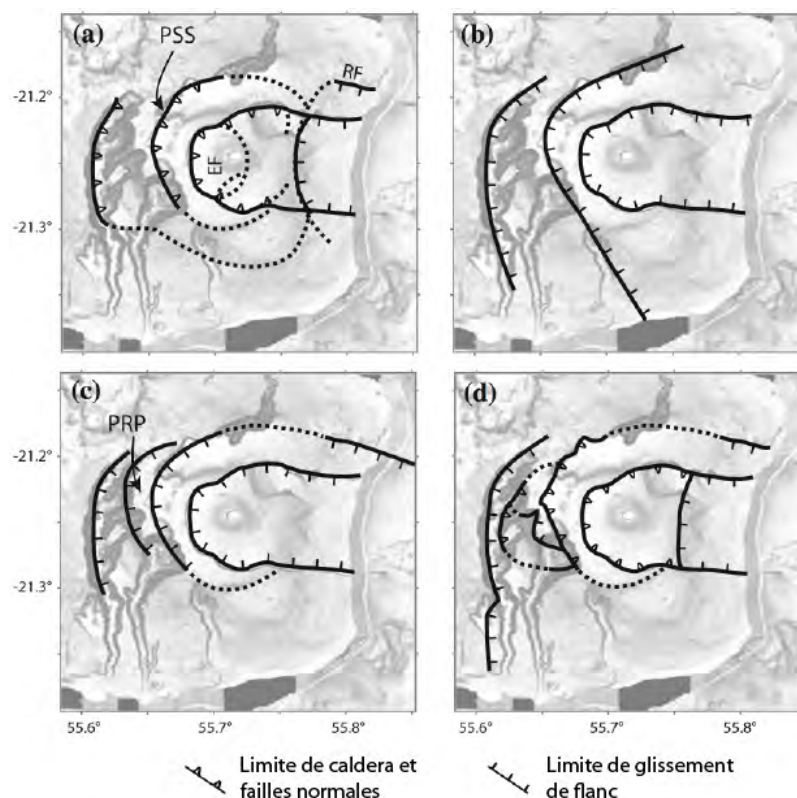 (a)
PSS
RF
EF
-21.2°
-21.3°
(b)
(c)
PRP
-21.2°
-21.3°
(d)
55.6° 55.7° 55.8°
55.6° 55.7° 55.8°
Limite de caldera et
failles normales
Limite de glissement
de flanc